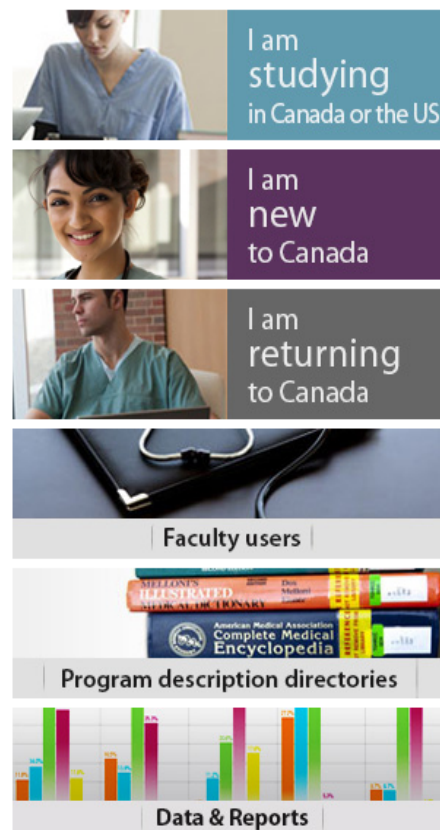 I am
studying
in Canada or the US
I am
new
to Canada
I am
returning
to Canada
Faculty users
MELLONI'S
ILLUSTRATED
MEDICAL DICTIONARY
American Medical Association
Complete Medical
Encyclopedia
Program description directories
Data & Reports